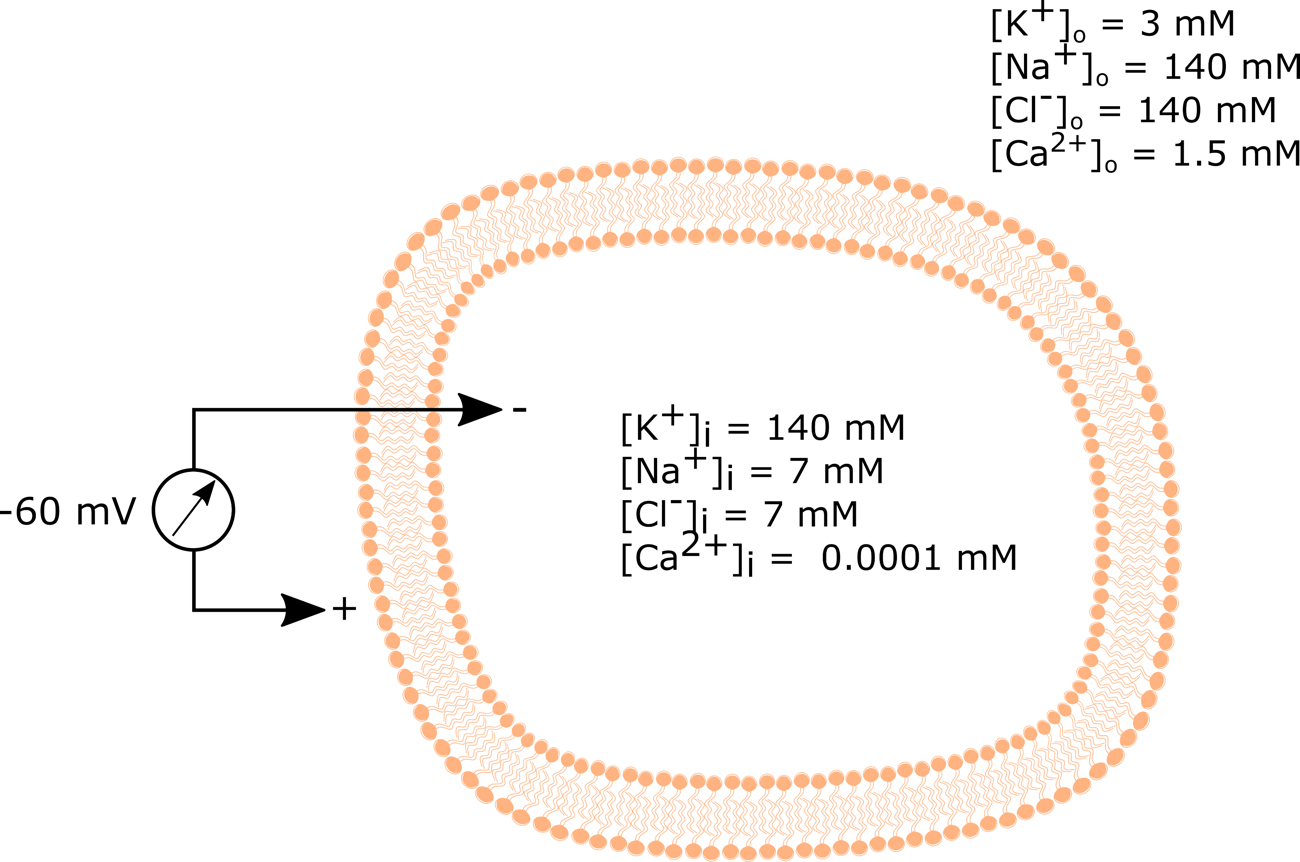 [K⁺]ₒ = 3 mM
[Na⁺]ₒ = 140 mM
[Cl⁻]ₒ = 140 mM
[Ca²⁺]ₒ = 1.5 mM
-
[K⁺]ᵢ = 140 mM
[Na⁺]ᵢ = 7 mM
[Cl⁻]ᵢ = 7 mM
[Ca²⁺]ᵢ = 0.0001 mM
-60 mV
+